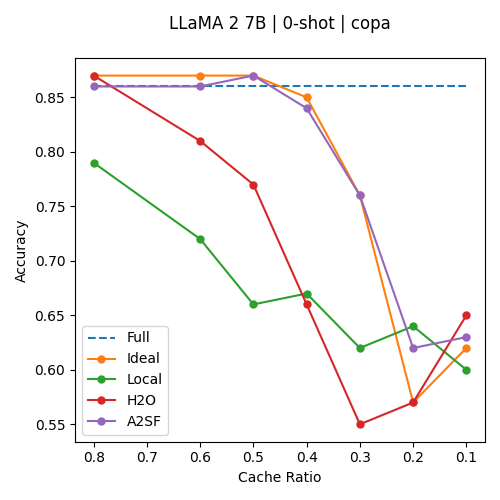 LLaMA 2 7B | 0-shot | copa
Accuracy
0.85
0.80
0.75
0.70
0.65
0.60
0.55
Full
Ideal
Local
H2O
A2SF
0.8 0.7 0.6 0.5 0.4 0.3 0.2 0.1
Cache Ratio